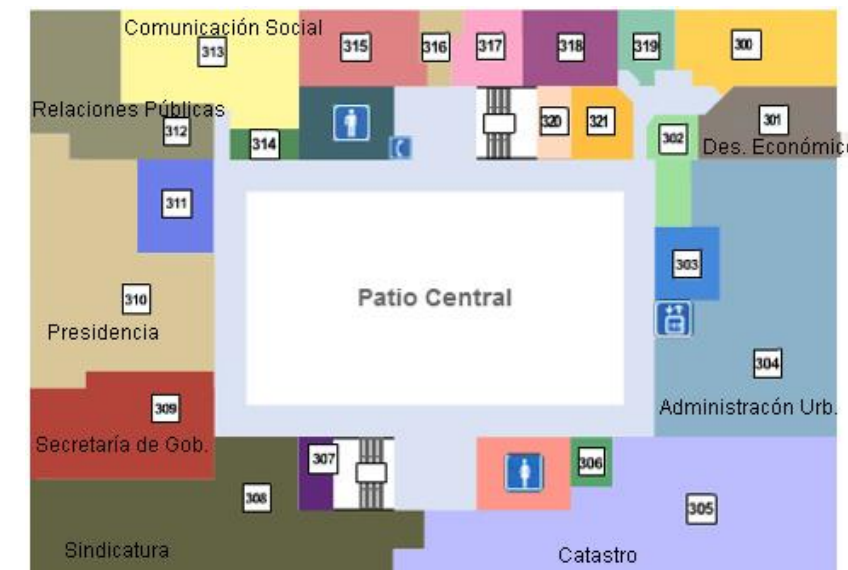 Comunicación Social
313
315
316
317
318
319
300
Relaciones Públicas
312
314
320
321
302
301
Des. Económico
311
303
Patio Central
310
Presidencia
304
309
Administracón Urb.
Secretaría de Gob.
307
306
308
305
Sindicatura
Catastro